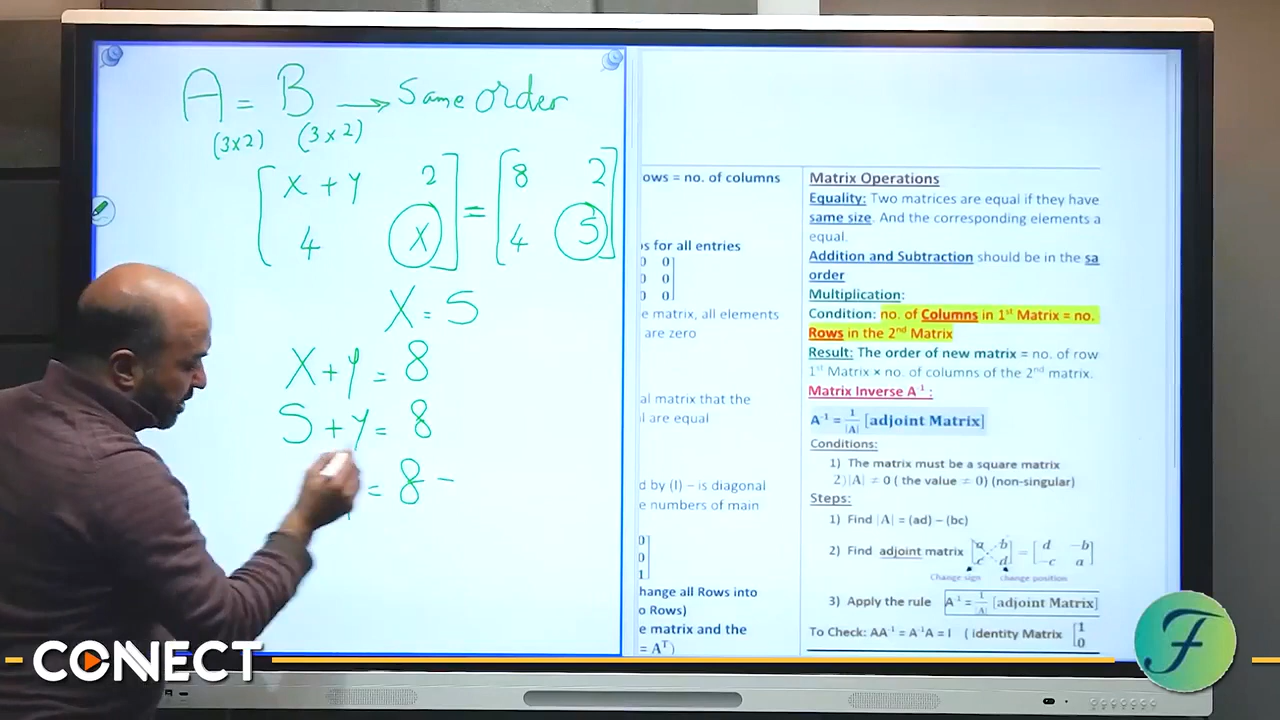 A = B → Same order
(3x2) (3x2)
[X + y 2] = [8 2]
[4 X] [4 5]
X = 5
X + y = 8
5 + y = 8
= 8 -
ows = no. of columns
s for all entries
0 0
0 0
0 0
e matrix, all elements
are zero
al matrix that the
l are equal
d by (I) – is diagonal
e numbers of main
0
0
1
hange all Rows into
o Rows)
e matrix and the
= Aᵀ)
Matrix Operations
Equality: Two matrices are equal if they have
same size. And the corresponding elements a
equal.
Addition and Subtraction should be in the sa
order
Multiplication:
Condition: no. of Columns in 1st Matrix = no.
Rows in the 2nd Matrix
Result: The order of new matrix = no. of row
1st Matrix × no. of columns of the 2nd matrix.
Matrix Inverse A⁻¹ :
A⁻¹ = 1/|A| [adjoint Matrix]
Conditions:
1) The matrix must be a square matrix
2) |A| ≠ 0 ( the value ≠ 0) (non-singular)
Steps:
1) Find |A| = (ad) – (bc)
2) Find adjoint matrix [a b c d] = [d -b -c a]
Change sign change position
3) Apply the rule A⁻¹ = 1/|A| [adjoint Matrix]
To Check: AA⁻¹ = A⁻¹A = I ( identity Matrix [1
0
CONNECT
F